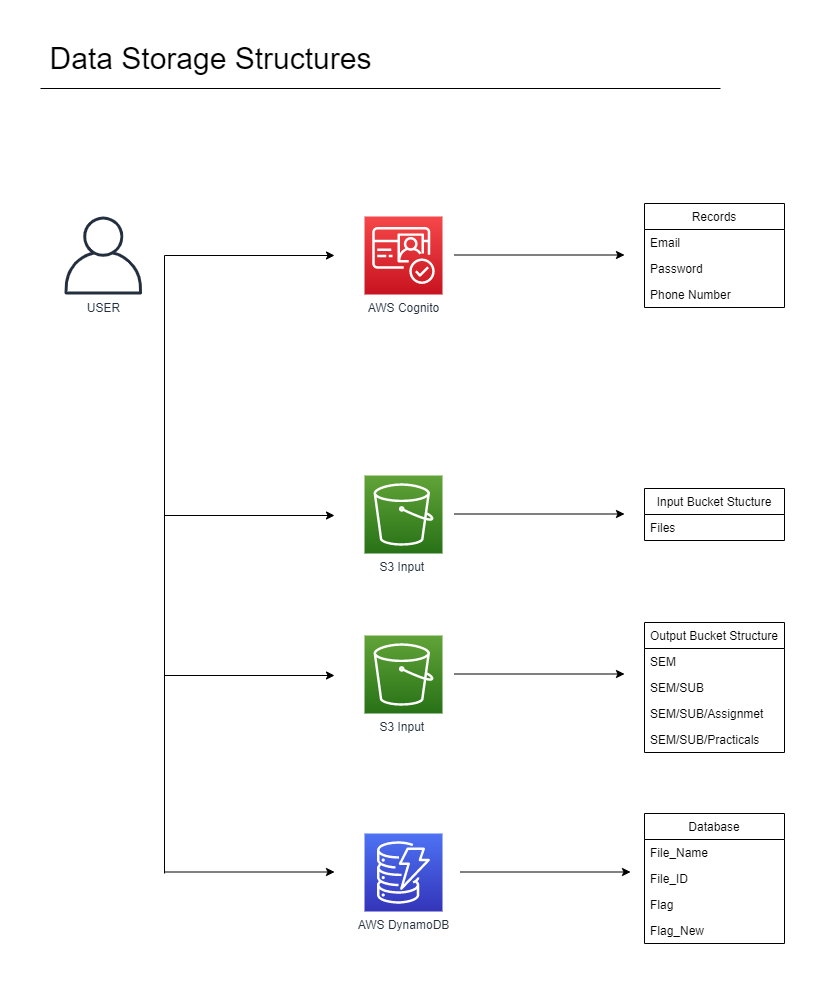 Data Storage Structures
USER
AWS Cognito
Records
Email
Password
Phone Number
S3 Input
Input Bucket Stucture
Files
S3 Input
Output Bucket Structure
SEM
SEM/SUB
SEM/SUB/Assignmet
SEM/SUB/Practicals
AWS DynamoDB
Database
File_Name
File_ID
Flag
Flag_New